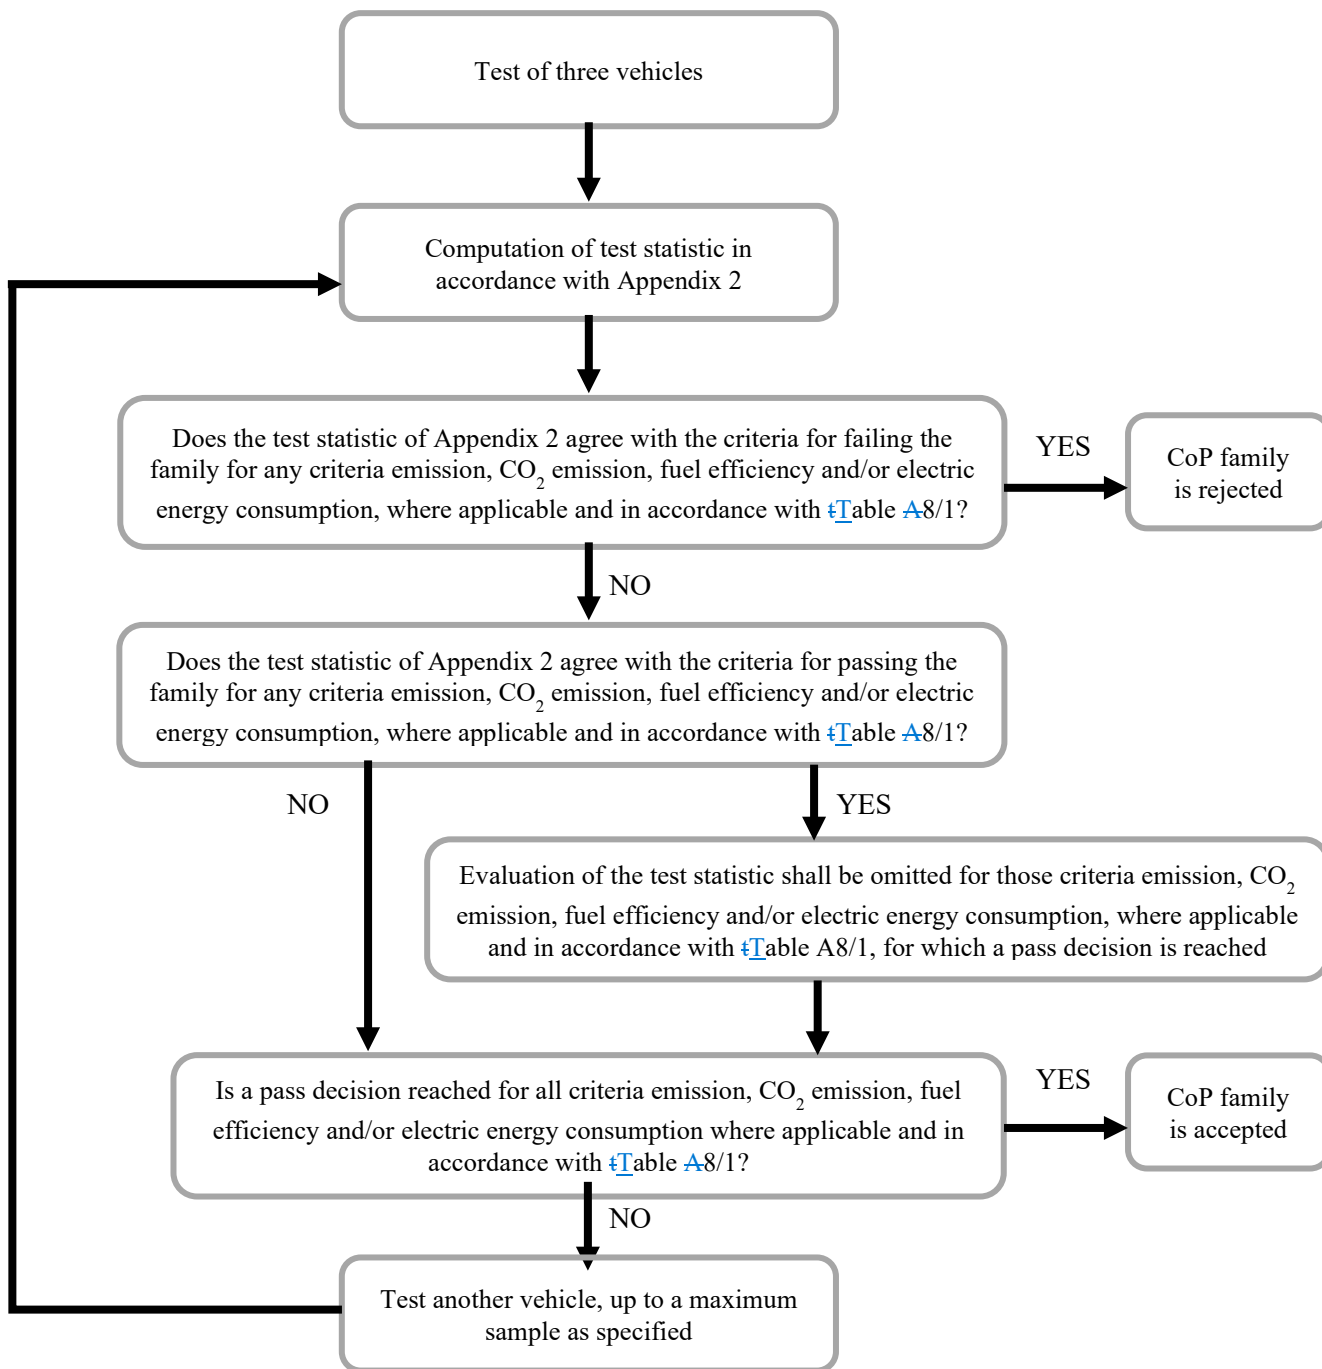 Test of three vehicles
Computation of test statistic in
accordance with Appendix 2
Does the test statistic of Appendix 2 agree with the criteria for failing the
family for any criteria emission, CO2 emission, fuel efficiency and/or electric
energy consumption, where applicable and in accordance with tTable A8/1?
YES
CoP family
is rejected
NO
Does the test statistic of Appendix 2 agree with the criteria for passing the
family for any criteria emission, CO2 emission, fuel efficiency and/or electric
energy consumption, where applicable and in accordance with tTable A8/1?
NO
YES
Evaluation of the test statistic shall be omitted for those criteria emission, CO2
emission, fuel efficiency and/or electric energy consumption, where applicable
and in accordance with tTable A8/1, for which a pass decision is reached
Is a pass decision reached for all criteria emission, CO2 emission, fuel
efficiency and/or electric energy consumption where applicable and in
accordance with tTable A8/1?
YES
CoP family
is accepted
NO
Test another vehicle, up to a maximum
sample as specified